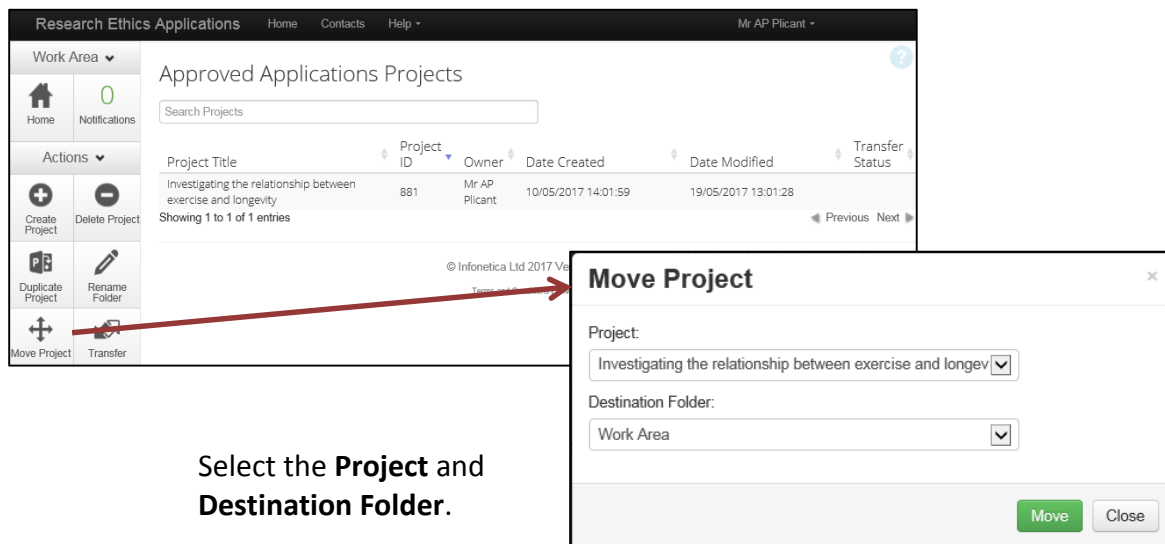 Research Ethics Applications Home Contacts Help Mr AP Plicant
Work Area
Home
0
Notifications
Actions
Create
Project
Delete Project
Duplicate
Project
Rename
Folder
Move Project
Transfer
Approved Applications Projects
?
Search Projects
Project Title
Project
ID
Owner
Date Created
Date Modified
Transfer
Status
Investigating the relationship between
exercise and longevity
881
Mr AP
Plicant
10/05/2017 14:01:59
19/05/2017 13:01:28
Showing 1 to 1 of 1 entries
Previous Next
© Infonetica Ltd 2017 Ve
Terms and
Move Project
×
Project:
Investigating the relationship between exercise and longev
Destination Folder:
Work Area
Move
Close
Select the Project and
Destination Folder.